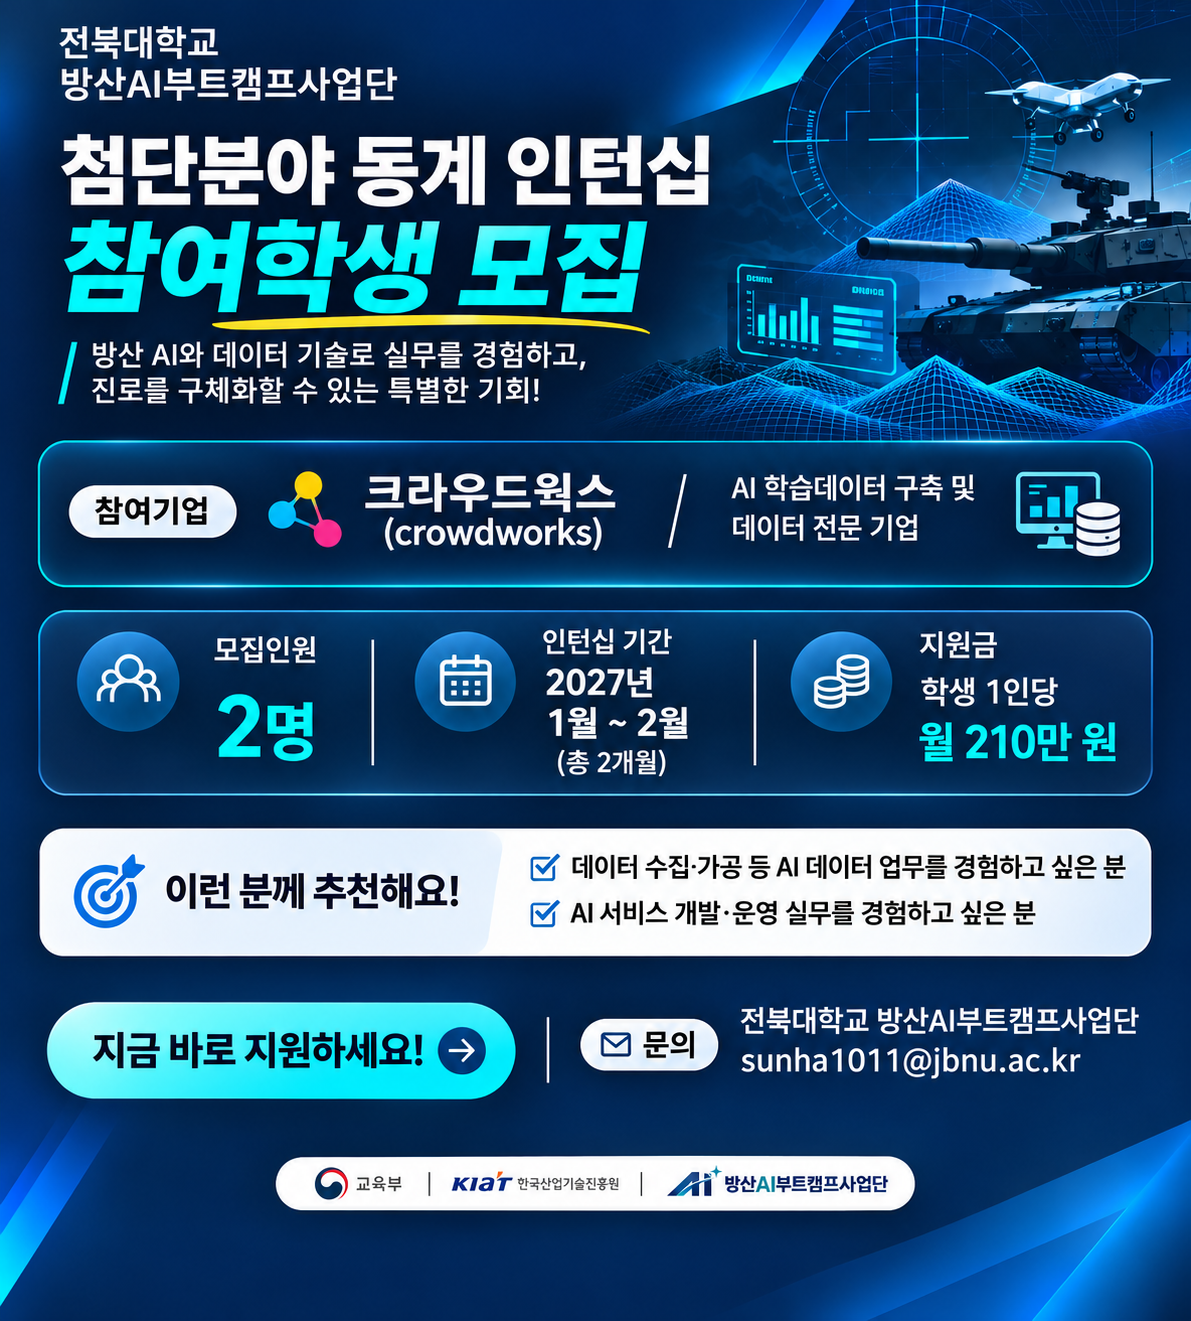 전북대학교
방산AI부트캠프사업단
첨단분야 동계 인턴십
참여학생 모집
방산 AI와 데이터 기술로 실무를 경험하고,
진로를 구체화할 수 있는 특별한 기회!
참여기업
크라우드웍스
(crowdworks)
AI 학습데이터 구축 및
데이터 전문 기업
모집인원
2명
인턴십 기간
2027년
1월 ~ 2월
(총 2개월)
지원금
학생 1인당
월 210만 원
이런 분께 추천해요!
데이터 수집·가공 등 AI 데이터 업무를 경험하고 싶은 분
AI 서비스 개발·운영 실무를 경험하고 싶은 분
지금 바로 지원하세요!
문의
전북대학교 방산AI부트캠프사업단
sunha1011@jbnu.ac.kr
교육부
KIAT 한국산업기술진흥원
Ai 방산AI부트캠프사업단